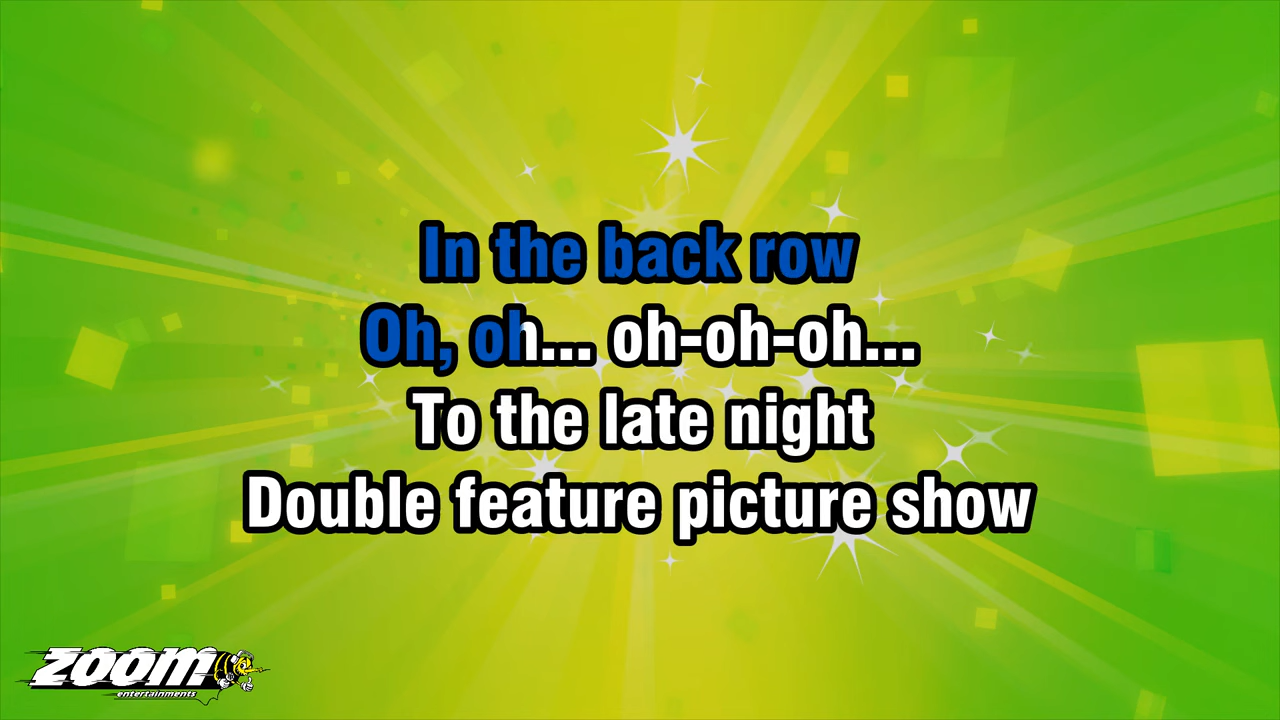 In the back row
Oh, oh... oh-oh-oh...
To the late night
Double feature picture show
zoom
entertainments